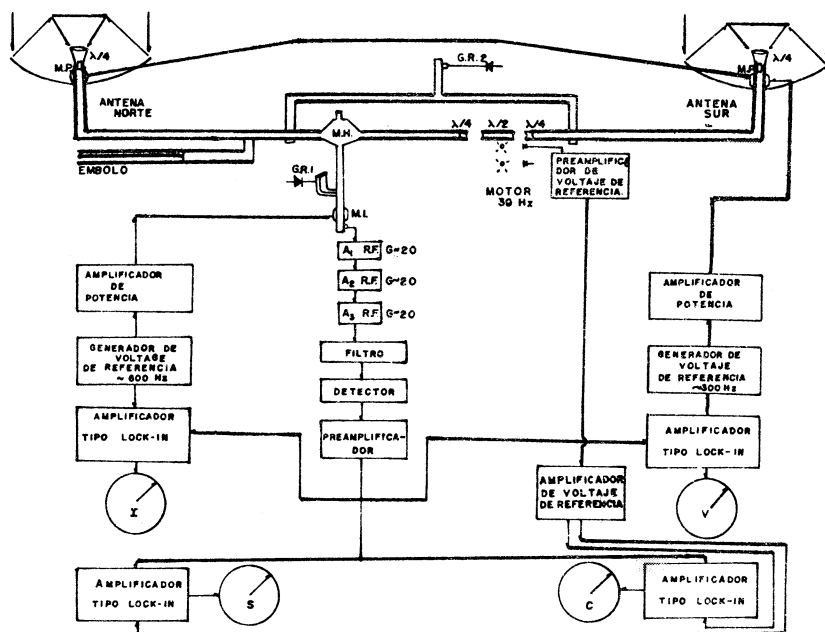 λ/4
M.P.
λ/4
M.P.
G.R.2
ANTENA
NORTE
ANTENA
SUR
M.H.
λ/4
λ/2
λ/4
EMBOLO
G.R.1
MOTOR
39 Hz
PREAMPLIFICA
DOR DE
VOLTAJE DE
REFERENCIA.
M.I.
A₁ R.F. G~20
A₂ R.F. G~20
A₃ R.F. G~20
AMPLIFICADOR
DE
POTENCIA
AMPLIFICADOR
DE
POTENCIA
FILTRO
GENERADOR DE
VOLTAGE
DE REFERENCIA
~ 600 Hz
GENERADOR DE
VOLTAJE
DE REFERENCIA
~300 Hz
DETECTOR
AMPLIFICADOR
TIPO LOCK-IN
PREAMPLIFICA-
DOR
AMPLIFICADOR
TIPO LOCK-IN
AMPLIFICADOR
DE VOLTAJE
DE REFERENCIA
I
V
AMPLIFICADOR
TIPO LOCK-IN
S
C
AMPLIFICADOR
TIPO LOCK-IN